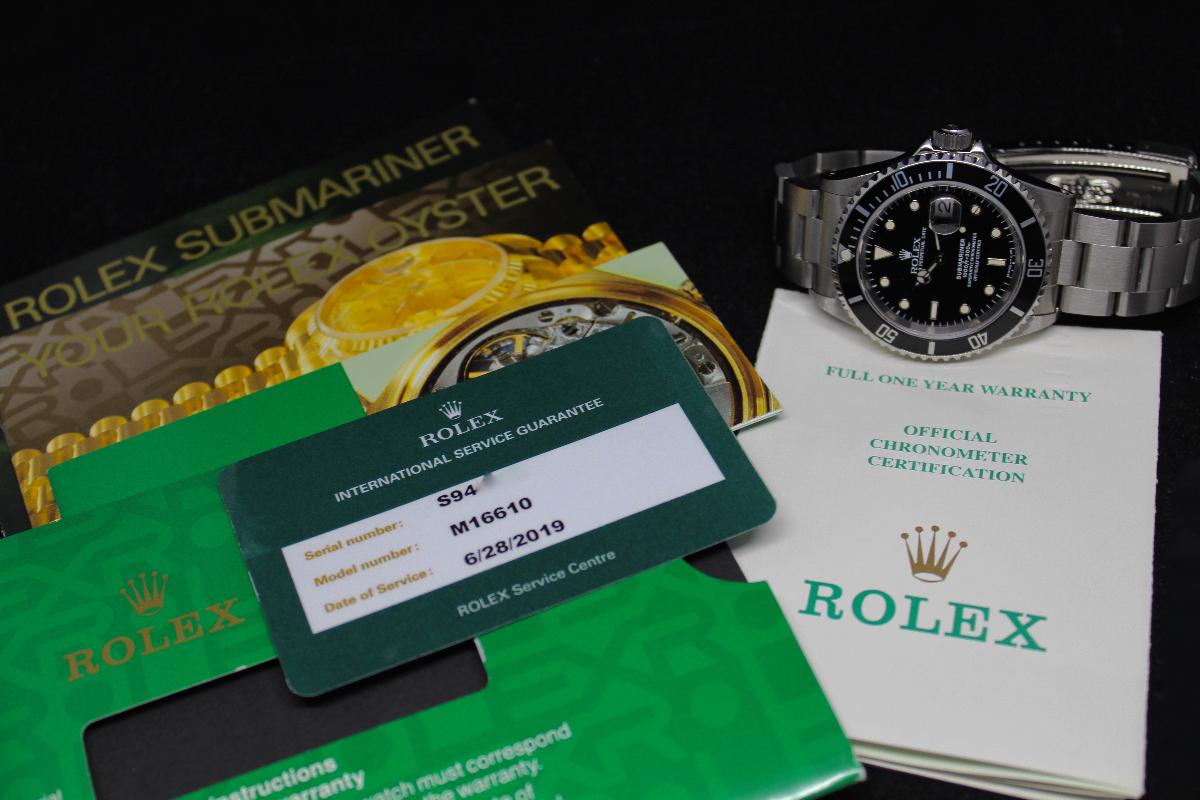 ROLEX SUBMARINER
YOUR ROLEX OYSTER
ROLEX
INTERNATIONAL SERVICE GUARANTEE
Serial number: S94
Model number: M16610
Date of Service: 6/28/2019
ROLEX Service Centre
ROLEX
structions
warranty
watch must correspond
the warranty.
10
20
30
40
50
2
ROLEX
SUBMARINER
FULL ONE YEAR WARRANTY
OFFICIAL
CHRONOMETER
CERTIFICATION
ROLEX